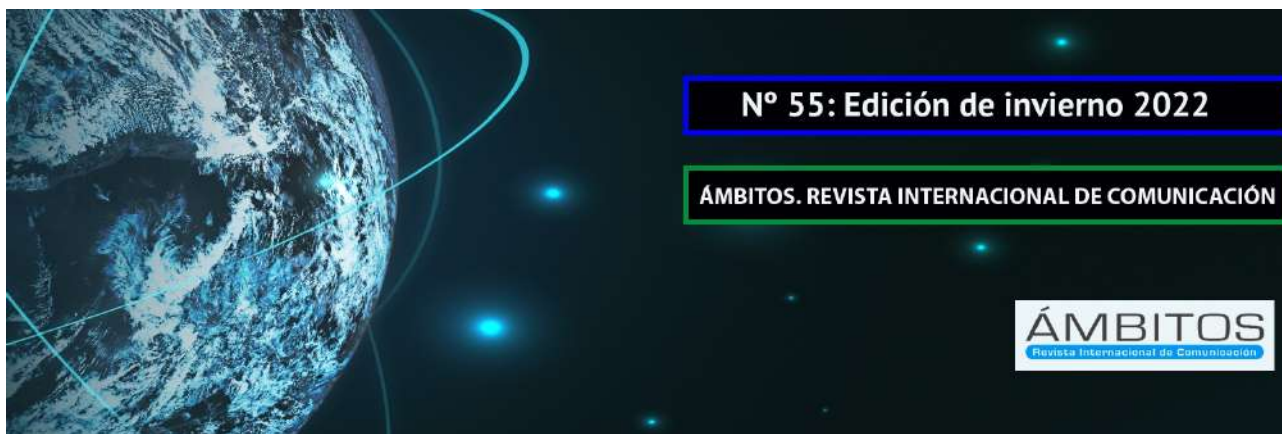 Nº 55: Edición de invierno 2022
ÁMBITOS. REVISTA INTERNACIONAL DE COMUNICACIÓN
ÁMBITOS
Revista Internacional de Comunicación